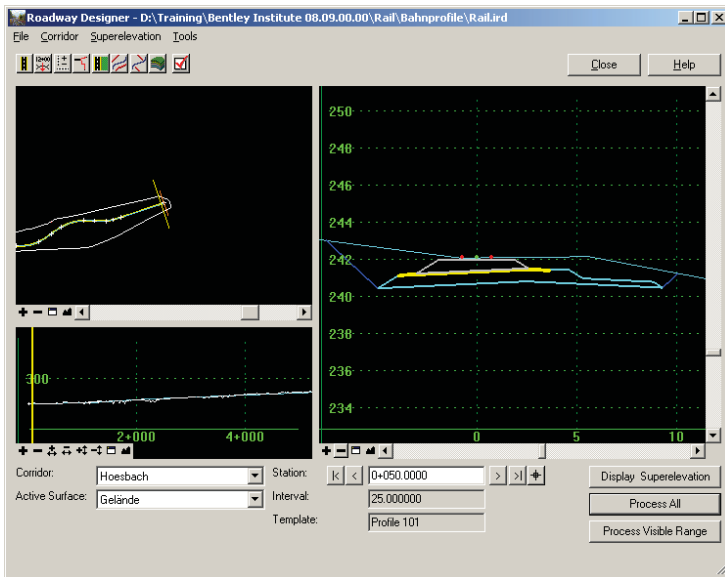 Roadway Designer - D:\Training\Bentley Institute 08.09.00.00\Rail\Bahnprofile\Rail.ird
File Corridor Superelevation Tools
Close Help
250
248
246
244
242
240
238
236
234
0 5 10
300
2+000 4+000
Corridor: Hoesbach
Active Surface: Gelände
Station: 0+050.0000
Interval: 25.000000
Template: Profile 101
Display Superelevation
Process All
Process Visible Range